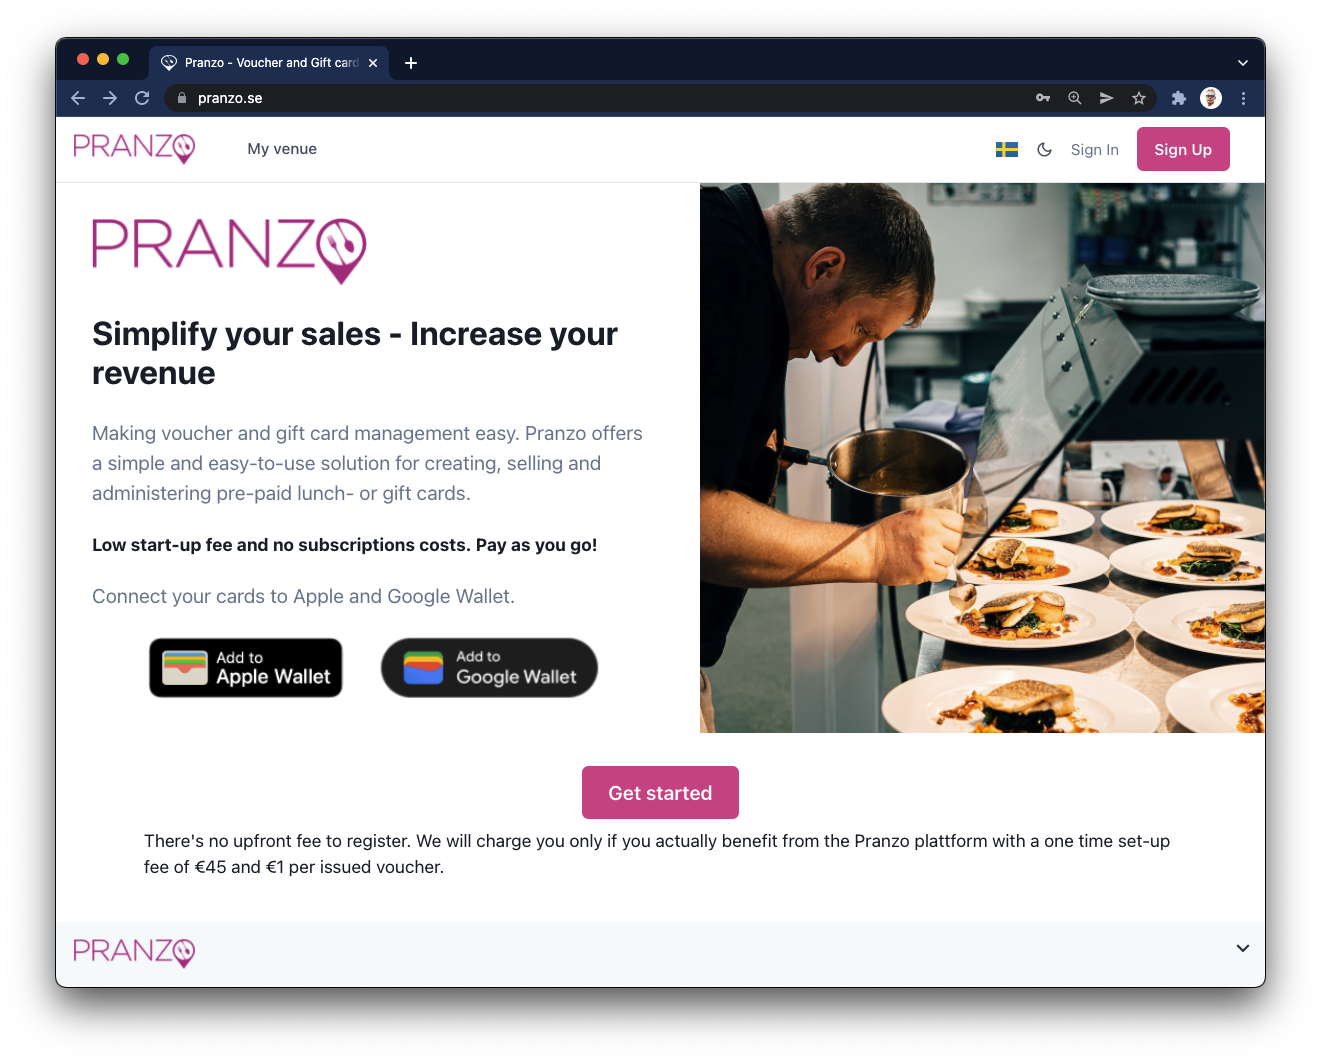 Pranzo - Voucher and Gift card
pranzo.se
PRANZO
My venue
Sign In
Sign Up
PRANZO
Simplify your sales - Increase your
revenue
Making voucher and gift card management easy. Pranzo offers
a simple and easy-to-use solution for creating, selling and
administering pre-paid lunch- or gift cards.
Low start-up fee and no subscriptions costs. Pay as you go!
Connect your cards to Apple and Google Wallet.
Add to
Apple Wallet
Add to
Google Wallet
Get started
There's no upfront fee to register. We will charge you only if you actually benefit from the Pranzo plattform with a one time set-up
fee of €45 and €1 per issued voucher.
PRANZO